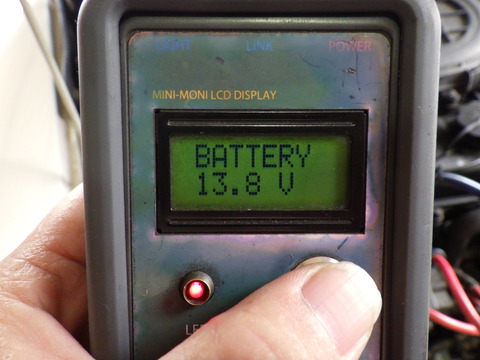 LIGHT LINK POWER
MINI-MONI LCD DISPLAY
BATTERY
13.8 V